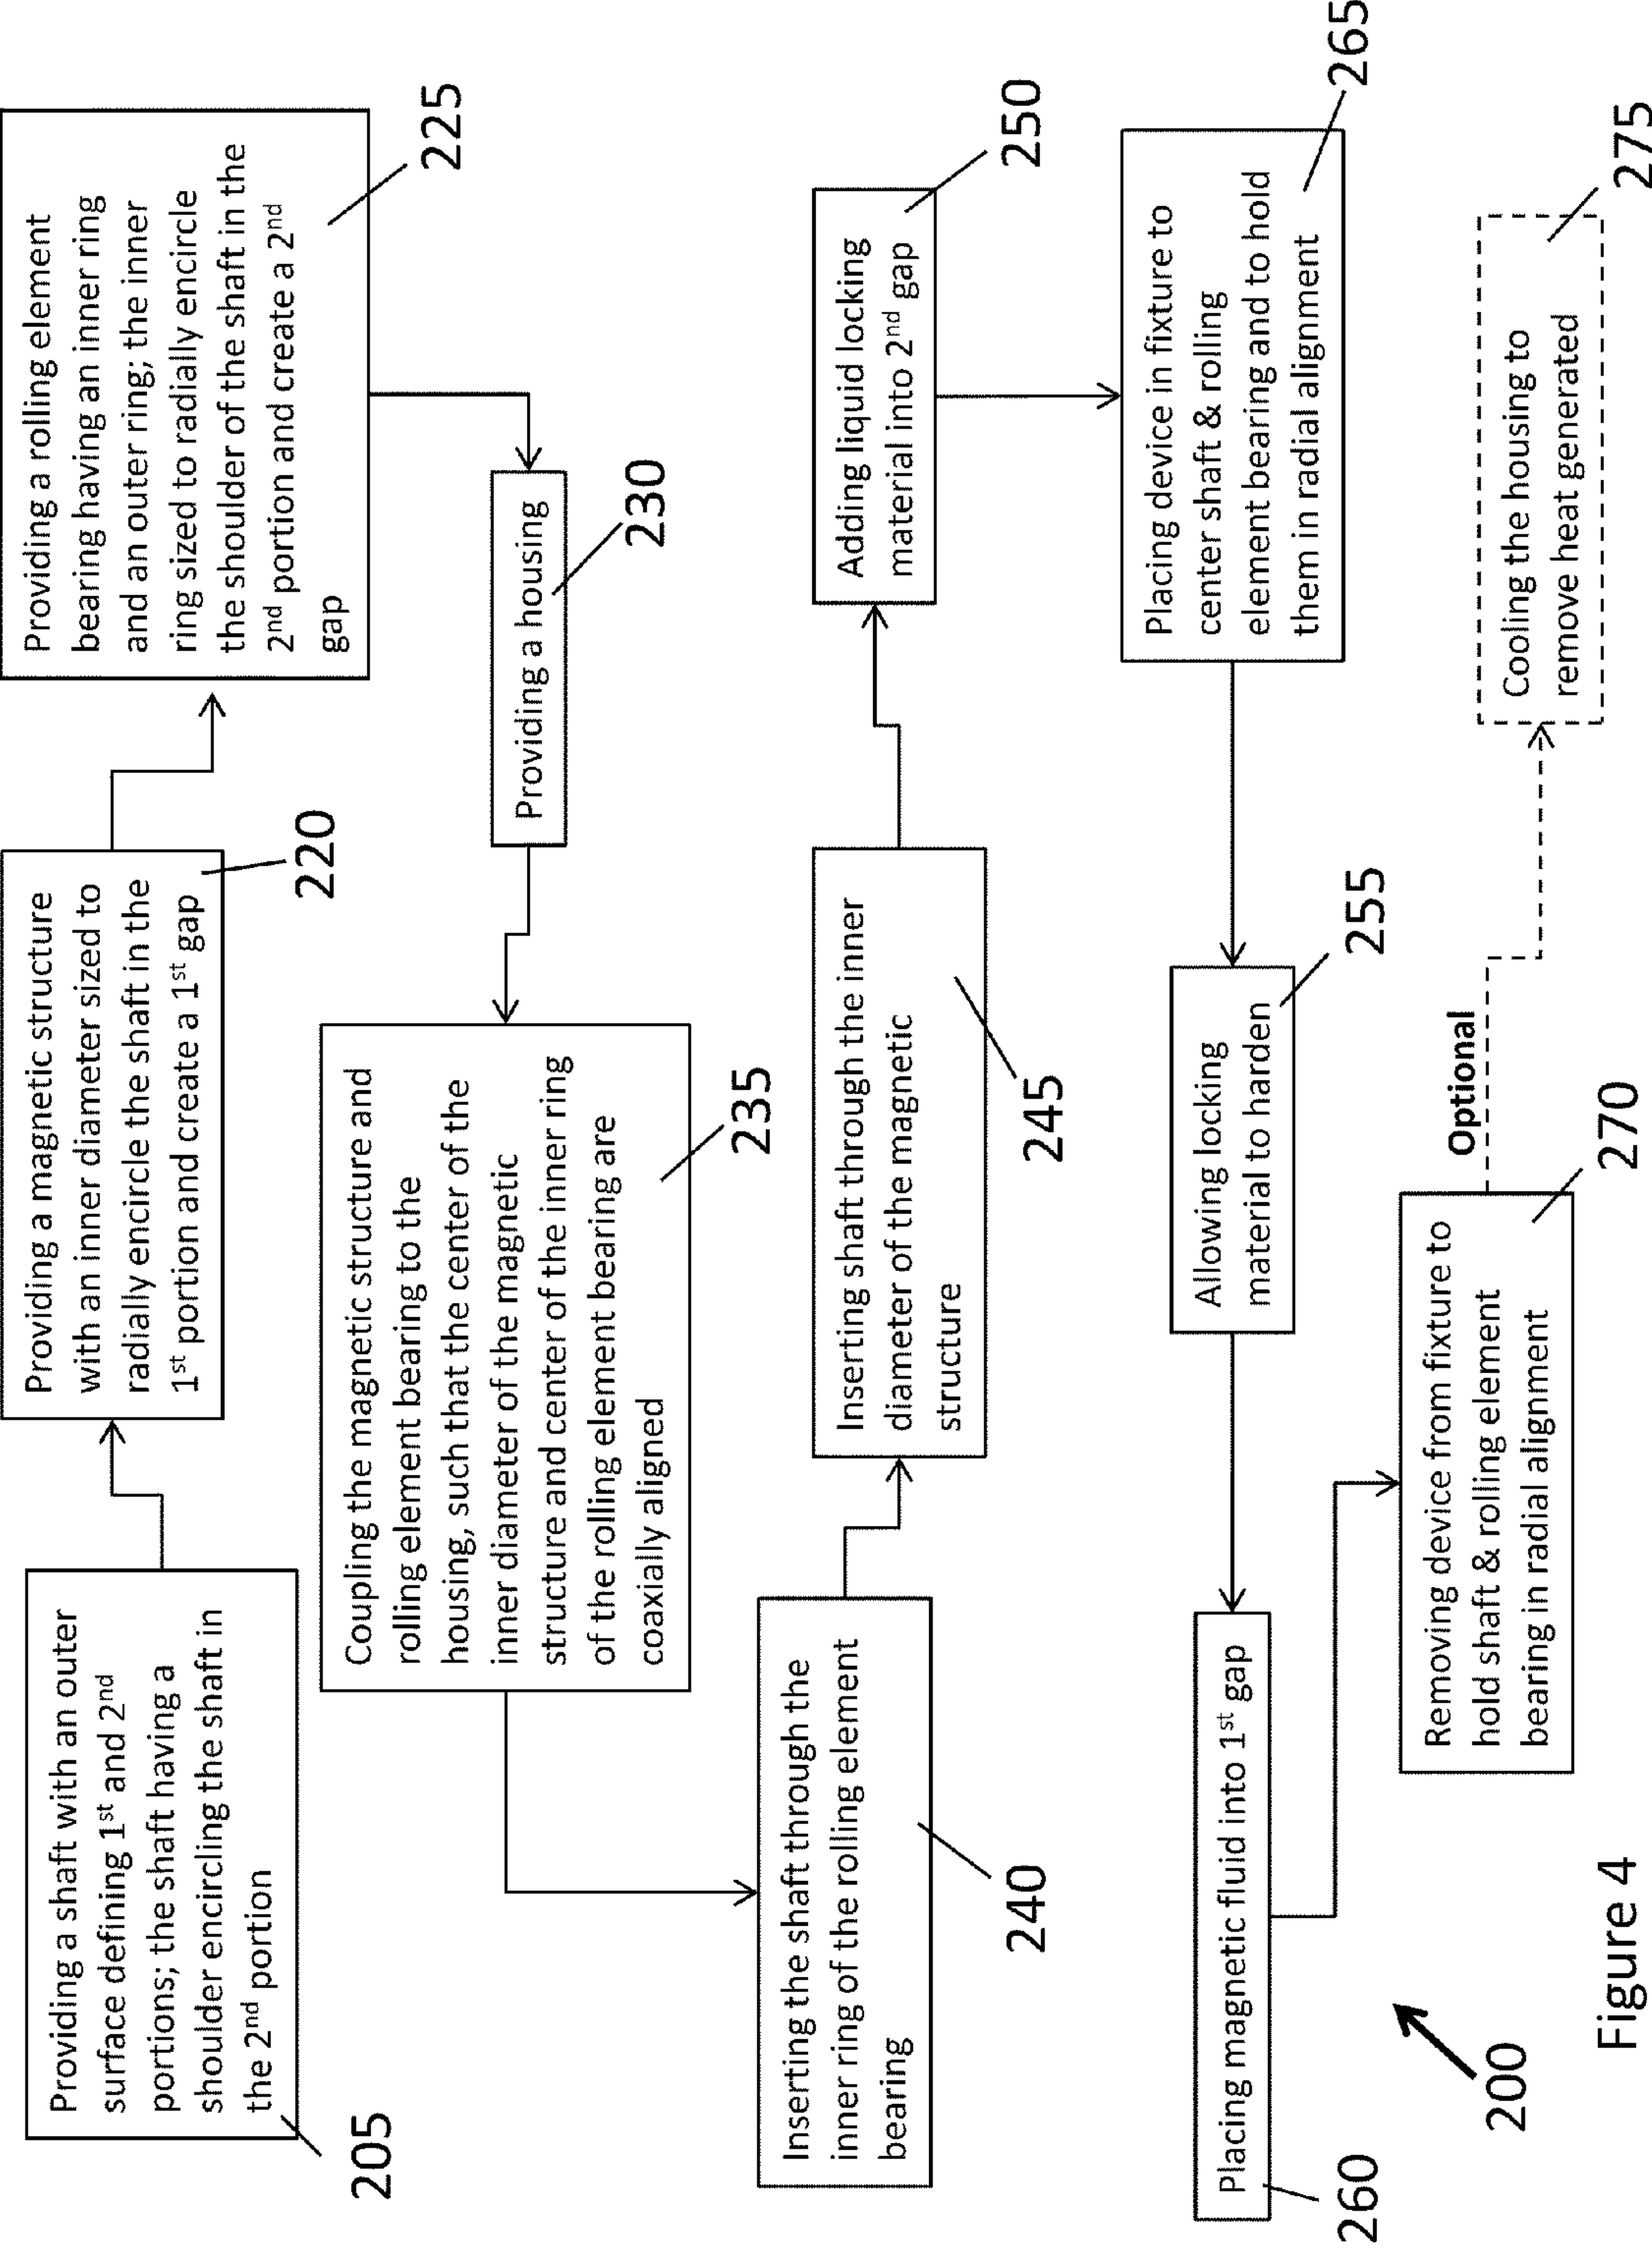 Providing a shaft with an outer
surface defining 1st and 2nd
portions; the shaft having a
shoulder encircling the shaft in
the 2nd portion
205
Providing a magnetic structure
with an inner diameter sized to
radially encircle the shaft in the
1st portion and create a 1st gap
220
Providing a rolling element
bearing having an inner ring
and an outer ring; the inner
ring sized to radially encircle
the shoulder of the shaft in the
2nd portion and create a 2nd
gap
225
Providing a housing
230
Coupling the magnetic structure and
rolling element bearing to the
housing, such that the center of the
inner diameter of the magnetic
structure and center of the inner ring
of the rolling element bearing are
coaxially aligned
235
Inserting the shaft through the
inner ring of the rolling element
bearing
240
Inserting shaft through the inner
diameter of the magnetic
structure
245
Adding liquid locking
material into 2nd gap
250
Placing device in fixture to
center shaft & rolling
element bearing and to hold
them in radial alignment
265
Allowing locking
material to harden
255
Placing magnetic fluid into 1st gap
260
Removing device from fixture to
hold shaft & rolling element
bearing in radial alignment
270
Optional
Cooling the housing to
remove heat generated
275
200
Figure 4